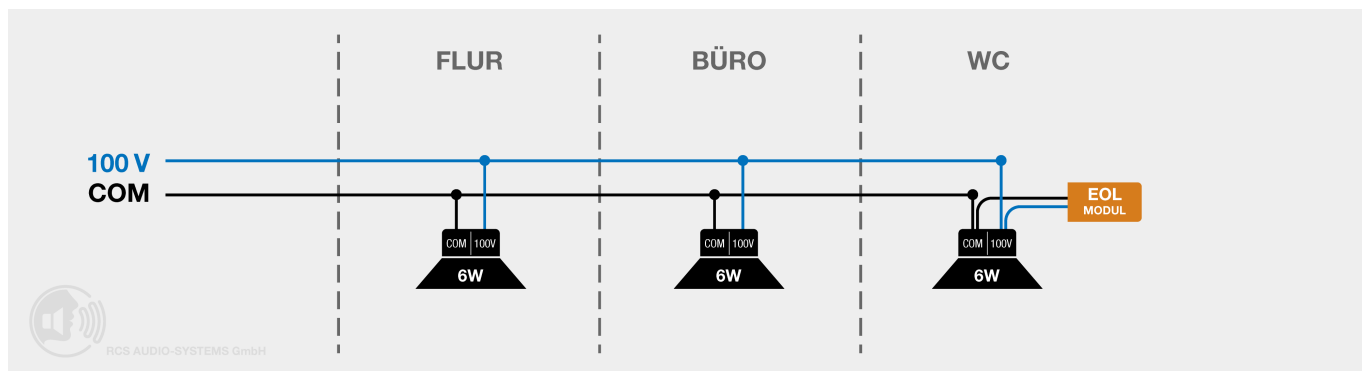 FLUR
BÜRO
WC
100 V
COM
EOL
MODUL
COM 100V
COM 100V
COM 100V
6W
6W
6W
RCS AUDIO-SYSTEMS GmbH